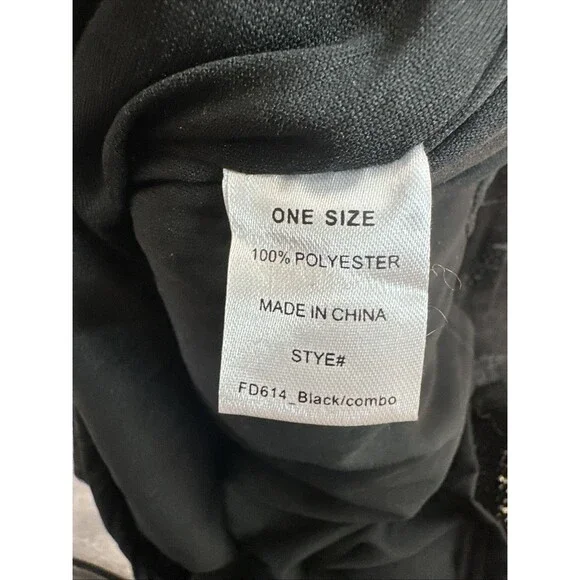 ONE SIZE
100% POLYESTER
MADE IN CHINA
STYE#
FD614_Black/combo